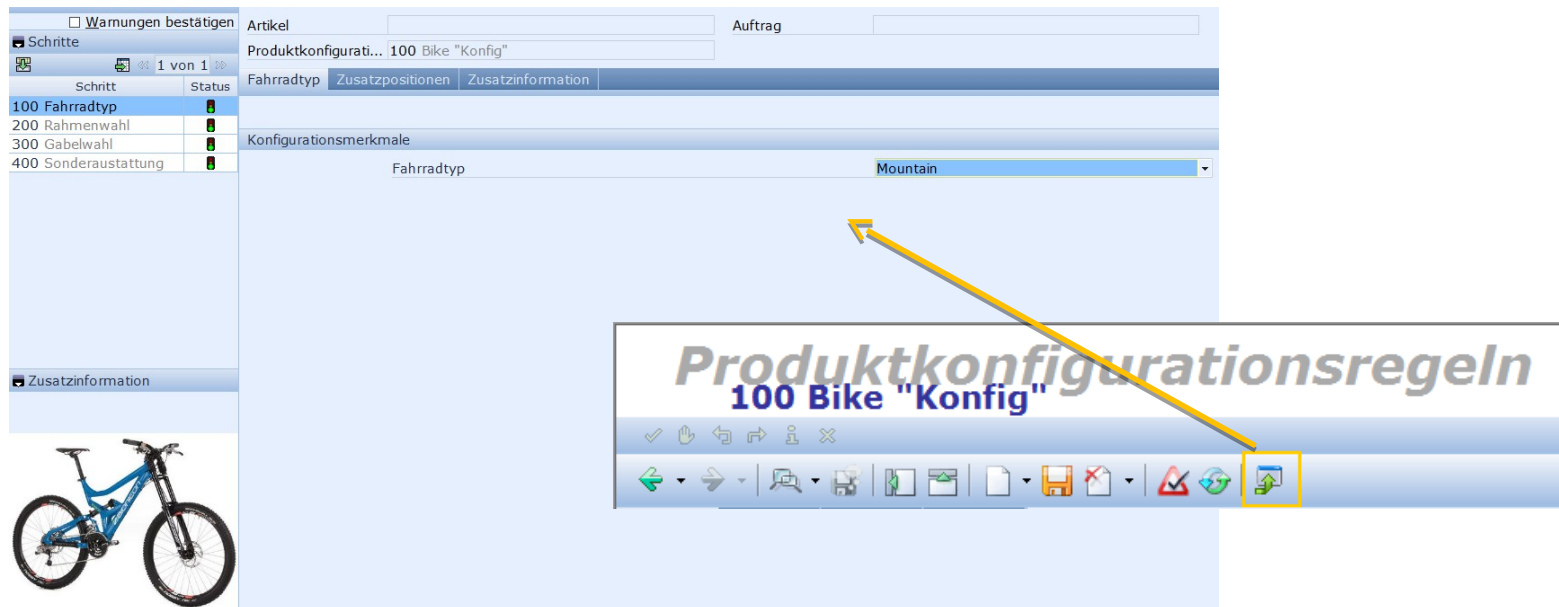 Warnungen bestätigen
Schritte
1 von 1
Schritt Status
100 Fahrradtyp
200 Rahmenwahl
300 Gabelwahl
400 Sonderaustattung
Zusatzinformation
Artikel Auftrag
Produktkonfigurati... 100 Bike "Konfig"
Fahrradtyp Zusatzpositionen Zusatzinformation
Konfigurationsmerkmale
Fahrradtyp Mountain
Produktkonfigurationsregeln
100 Bike "Konfig"